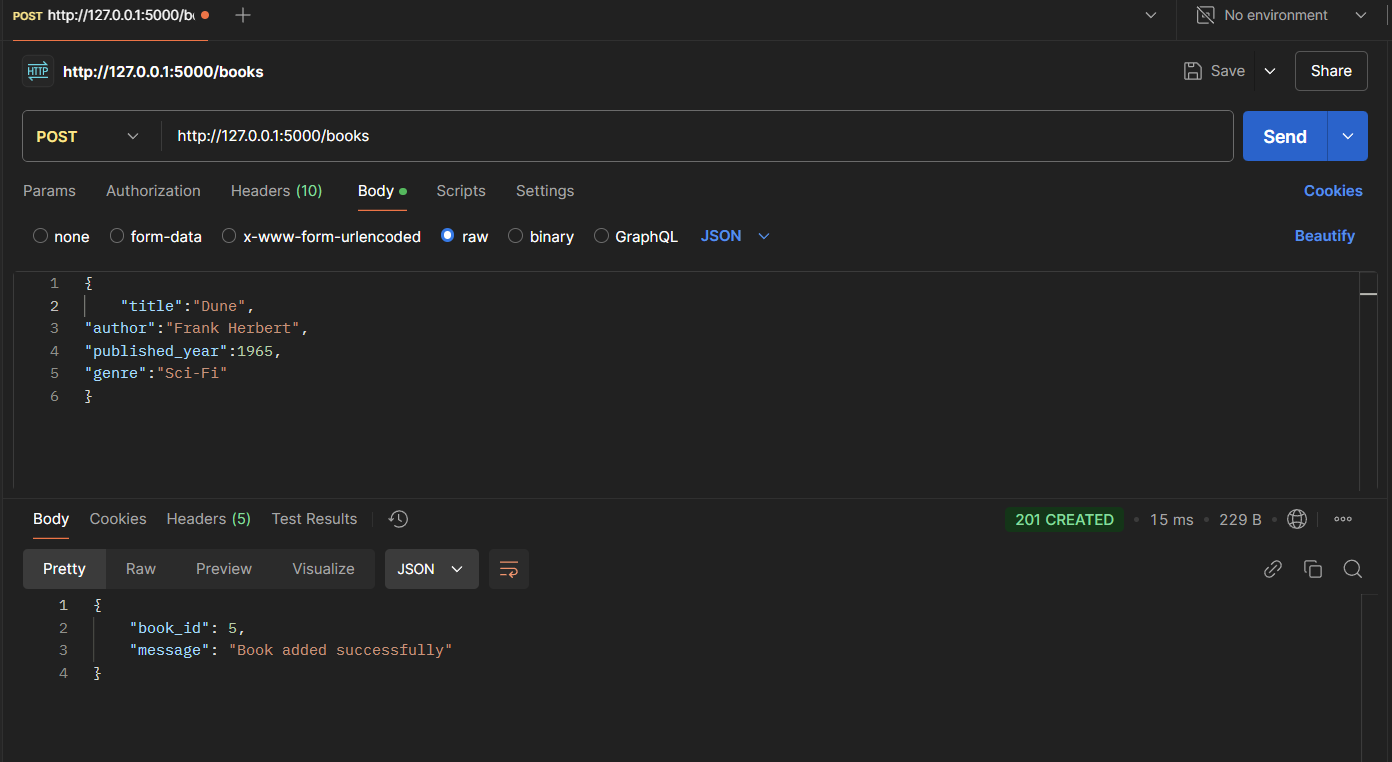 POST http://127.0.0.1:5000/b
No environment
HTTP http://127.0.0.1:5000/books
Save
Share
POST http://127.0.0.1:5000/books
Send
Params Authorization Headers (10) Body Scripts Settings Cookies
none form-data x-www-form-urlencoded raw binary GraphQL JSON Beautify
1 {
2 "title":"Dune",
3 "author":"Frank Herbert",
4 "published_year":1965,
5 "genre":"Sci-Fi"
6 }
Body Cookies Headers (5) Test Results 201 CREATED 15 ms 229 B
Pretty Raw Preview Visualize JSON
1 {
2 "book_id": 5,
3 "message": "Book added successfully"
4 }